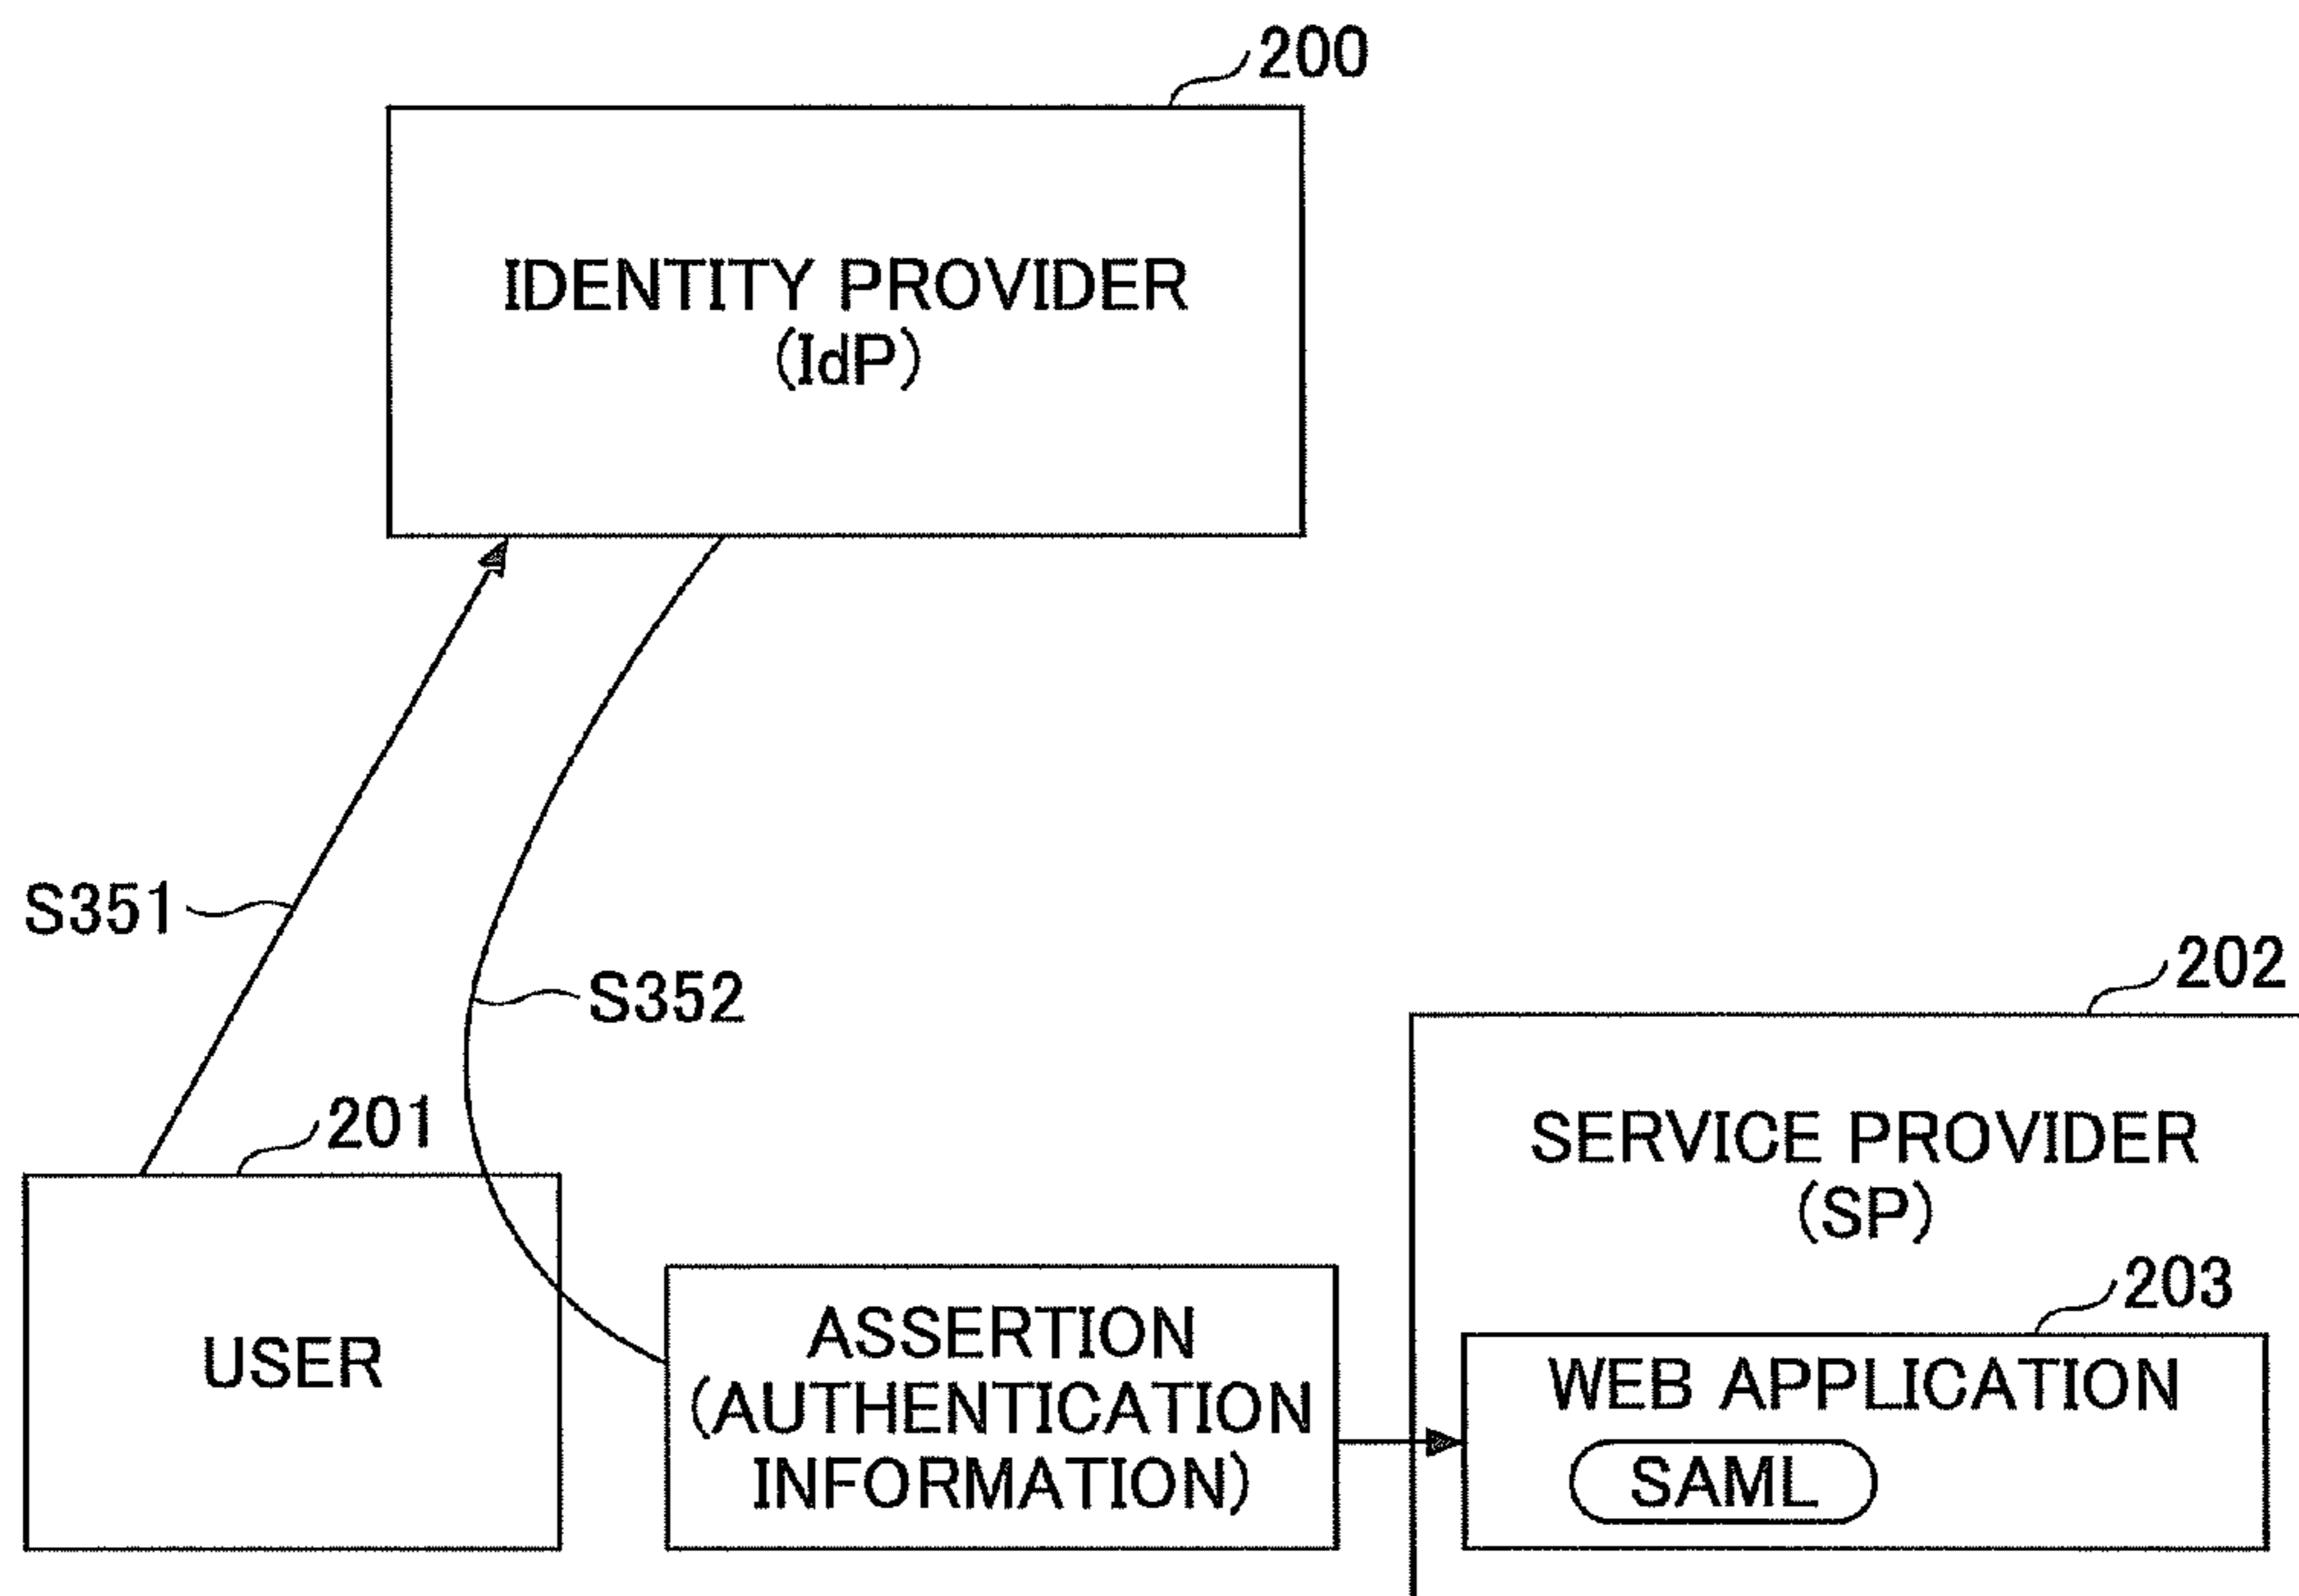 200
IDENTITY PROVIDER
(IdP)
S351
S352
202
201
SERVICE PROVIDER
(SP)
203
USER
ASSERTION
(AUTHENTICATION
INFORMATION)
WEB APPLICATION
SAML